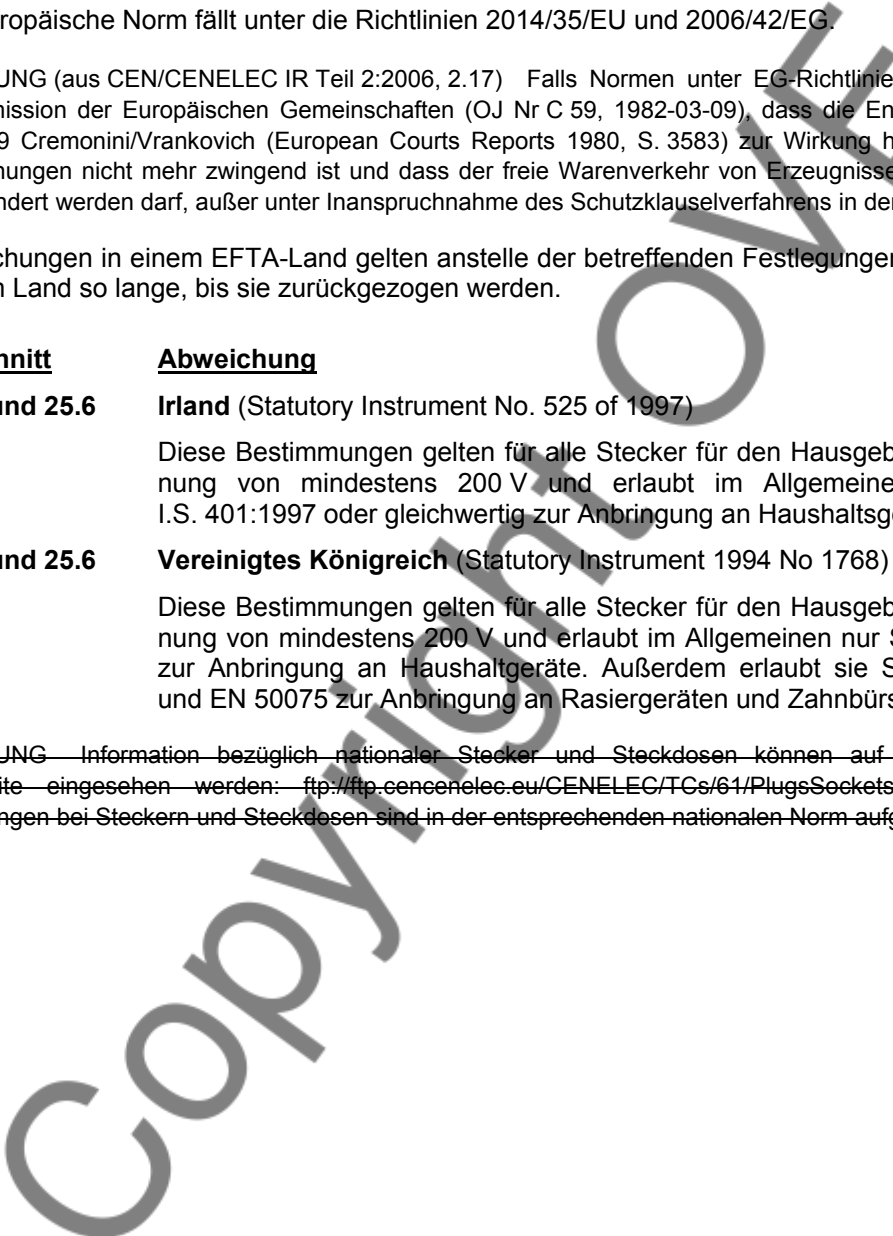 ropäische Norm fällt unter die Richtlinien 2014/35/EU und 2006/42/EG.
UNG (aus CEN/CENELEC IR Teil 2:2006, 2.17) Falls Normen unter EG-Richtlinie
mission der Europäischen Gemeinschaften (OJ Nr C 59, 1982-03-09), dass die En
9 Cremonini/Vrankovich (European Courts Reports 1980, S. 3583) zur Wirkung h
nungen nicht mehr zwingend ist und dass der freie Warenverkehr von Erzeugnisse
ndert werden darf, außer unter Inanspruchnahme des Schutzklauselverfahrens in der
chungen in einem EFTA-Land gelten anstelle der betreffenden Festlegungen
n Land so lange, bis sie zurückgezogen werden.
hnitt Abweichung
und 25.6 Irland (Statutory Instrument No. 525 of 1997)
Diese Bestimmungen gelten für alle Stecker für den Hausgeb
nung von mindestens 200 V und erlaubt im Allgemeine
I.S. 401:1997 oder gleichwertig zur Anbringung an Haushaltsg
und 25.6 Vereinigtes Königreich (Statutory Instrument 1994 No 1768)
Diese Bestimmungen gelten für alle Stecker für den Hausgeb
nung von mindestens 200 V und erlaubt im Allgemeinen nur S
zur Anbringung an Haushaltgeräte. Außerdem erlaubt sie S
und EN 50075 zur Anbringung an Rasiergeräten und Zahnbürs
UNG Information bezüglich nationaler Stecker und Steckdosen können auf
ite eingesehen werden: ftp://ftp.cencenelec.eu/CENELEC/TCs/61/PlugsSockets
ngen bei Steckern und Steckdosen sind in der entsprechenden nationalen Norm aufg
Copyright OVE